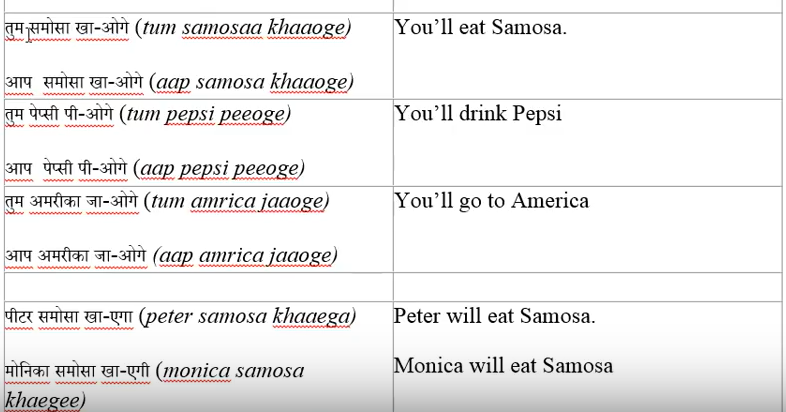 तुम समोसा खा-ओगे (tum samosaa khaaoge) You’ll eat Samosa.
आप समोसा खा-ओगे (aap samosa khaaoge)
तुम पेप्सी पी-ओगे (tum pepsi peeoge) You’ll drink Pepsi
आप पेप्सी पी-ओगे (aap pepsi peeoge)
तुम अमरीका जा-ओगे (tum amrica jaaoge) You’ll go to America
आप अमरीका जा-ओगे (aap amrica jaaoge)
पीटर समोसा खा-एगा (peter samosa khaaega) Peter will eat Samosa.
मोनिका समोसा खा-एगी (monica samosa Monica will eat Samosa
khaegee)